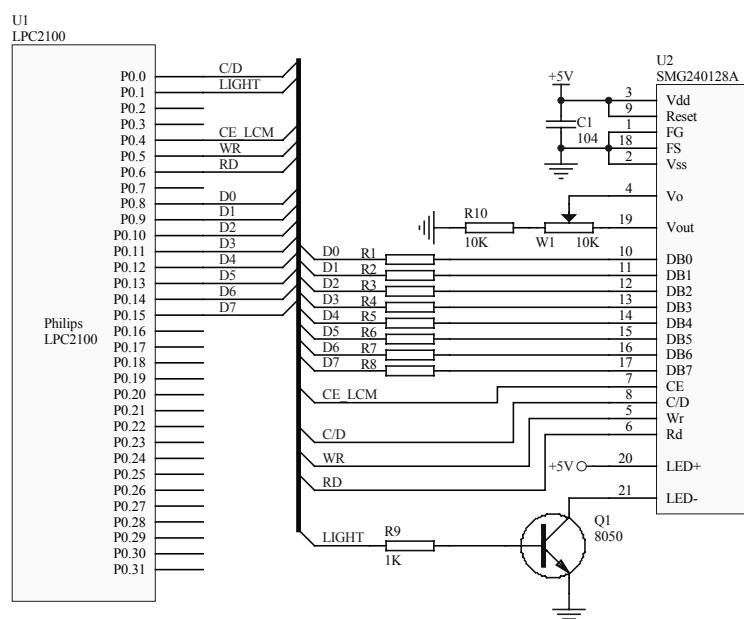 U1
LPC2100
P0.0
P0.1
P0.2
P0.3
P0.4
P0.5
P0.6
P0.7
P0.8
P0.9
P0.10
P0.11
P0.12
P0.13
P0.14
P0.15
P0.16
P0.17
P0.18
P0.19
P0.20
P0.21
P0.22
P0.23
P0.24
P0.25
P0.26
P0.27
P0.28
P0.29
P0.30
P0.31
Philips
LPC2100
C/D
LIGHT
CE_LCM
WR
RD
D0
D1
D2
D3
D4
D5
D6
D7
D0 R1
D1 R2
D2 R3
D3 R4
D4 R5
D5 R6
D6 R7
D7 R8
CE_LCM
C/D
WR
RD
LIGHT
R9
1K
Q1
8050
+5V
C1
104
R10
10K
W1 10K
+5V
U2
SMG240128A
3 Vdd
9 Reset
1 FG
18 FS
2 Vss
4 Vo
19 Vout
10 DB0
11 DB1
12 DB2
13 DB3
14 DB4
15 DB5
16 DB6
17 DB7
7 CE
8 C/D
5 Wr
6 Rd
20 LED+
21 LED-